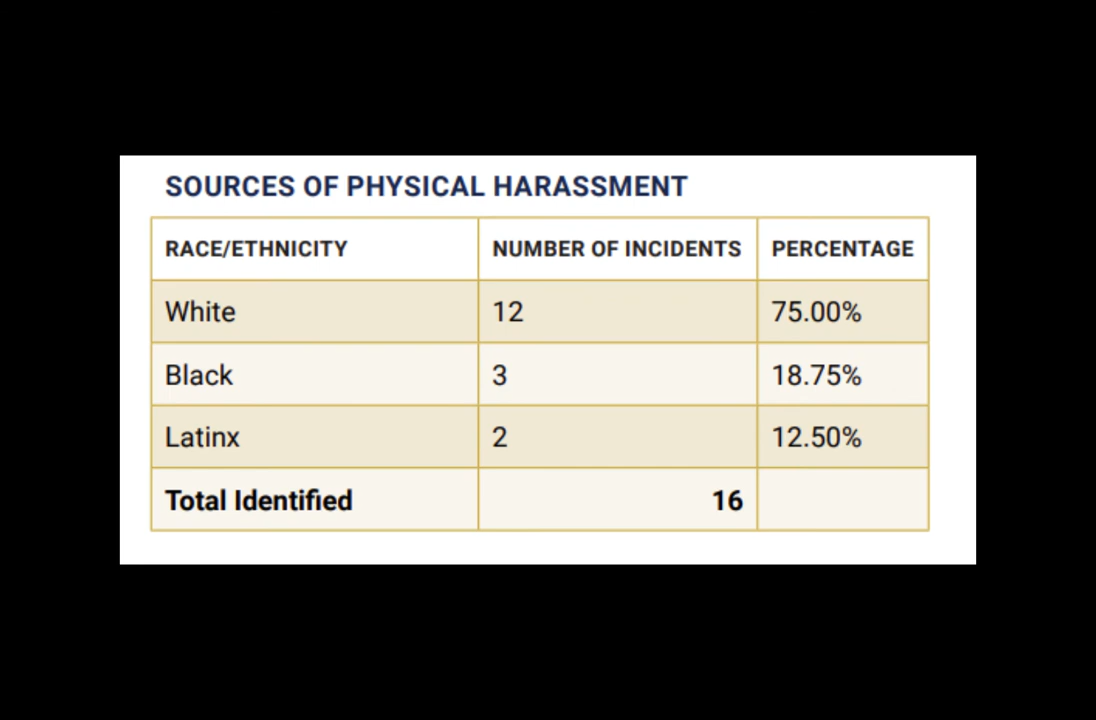 SOURCES OF PHYSICAL HARASSMENT
RACE/ETHNICITY NUMBER OF INCIDENTS PERCENTAGE
White 12 75.00%
Black 3 18.75%
Latinx 2 12.50%
Total Identified 16